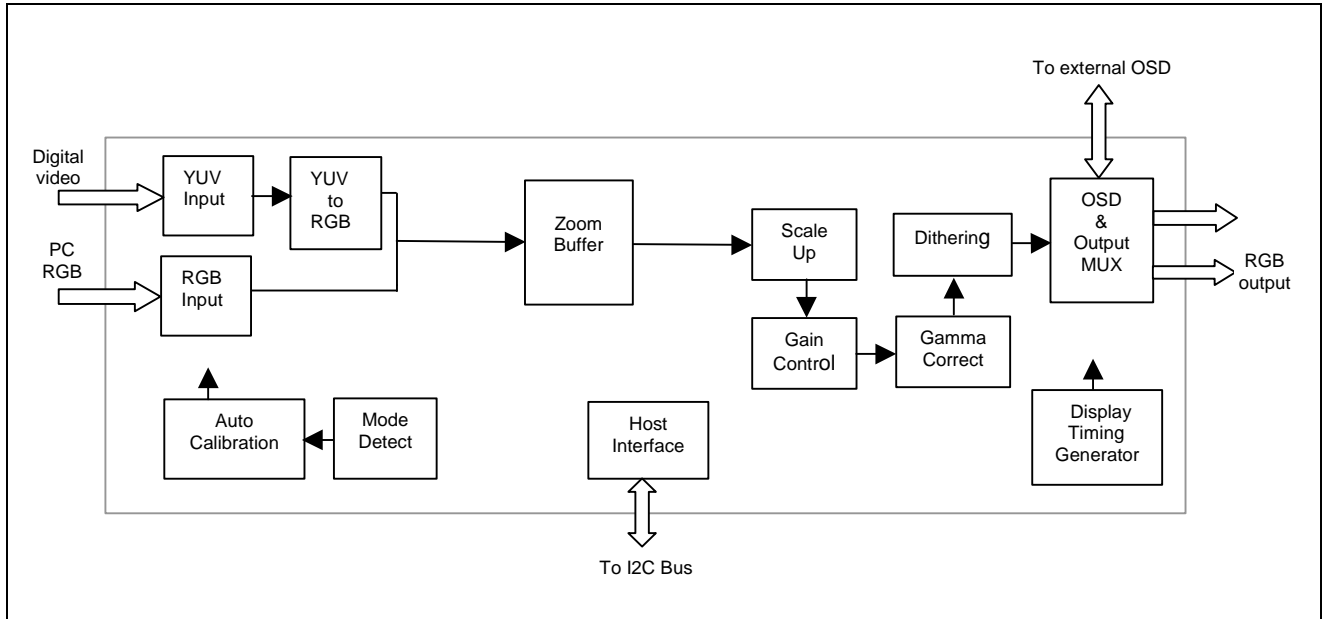 To external OSD
Digital
video
YUV
Input
YUV
to
RGB
PC
RGB
RGB
Input
Zoom
Buffer
Scale
Up
Dithering
OSD
&
Output
MUX
RGB
output
Gain
Control
Gamma
Correct
Auto
Calibration
Mode
Detect
Host
Interface
Display
Timing
Generator
To I2C Bus